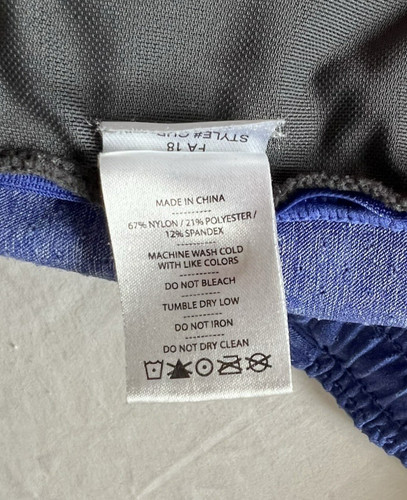 STYLE# CHR
FA 18
MADE IN CHINA
----------
67% NYLON / 21% POLYESTER /
12% SPANDEX
----------
MACHINE WASH COLD
WITH LIKE COLORS
----------
DO NOT BLEACH
----------
TUMBLE DRY LOW
----------
DO NOT IRON
----------
DO NOT DRY CLEAN